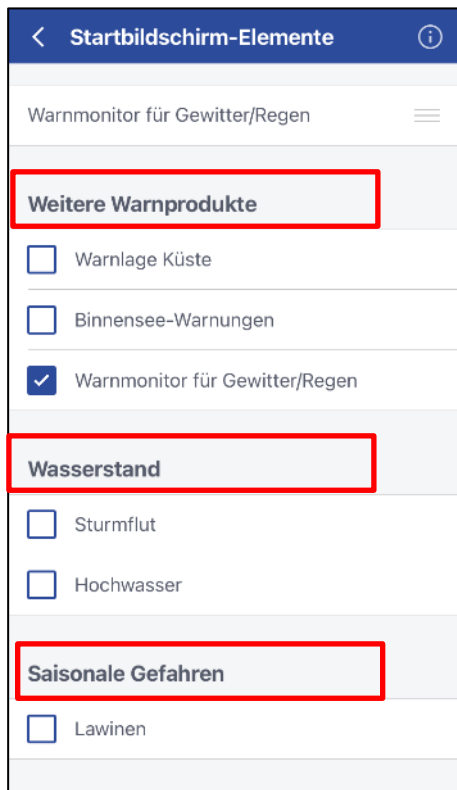 Startbildschirm-Elemente
Warnmonitor für Gewitter/Regen
Weitere Warnprodukte
Warnlage Küste
Binnensee-Warnungen
Warnmonitor für Gewitter/Regen
Wasserstand
Sturmflut
Hochwasser
Saisonale Gefahren
Lawinen